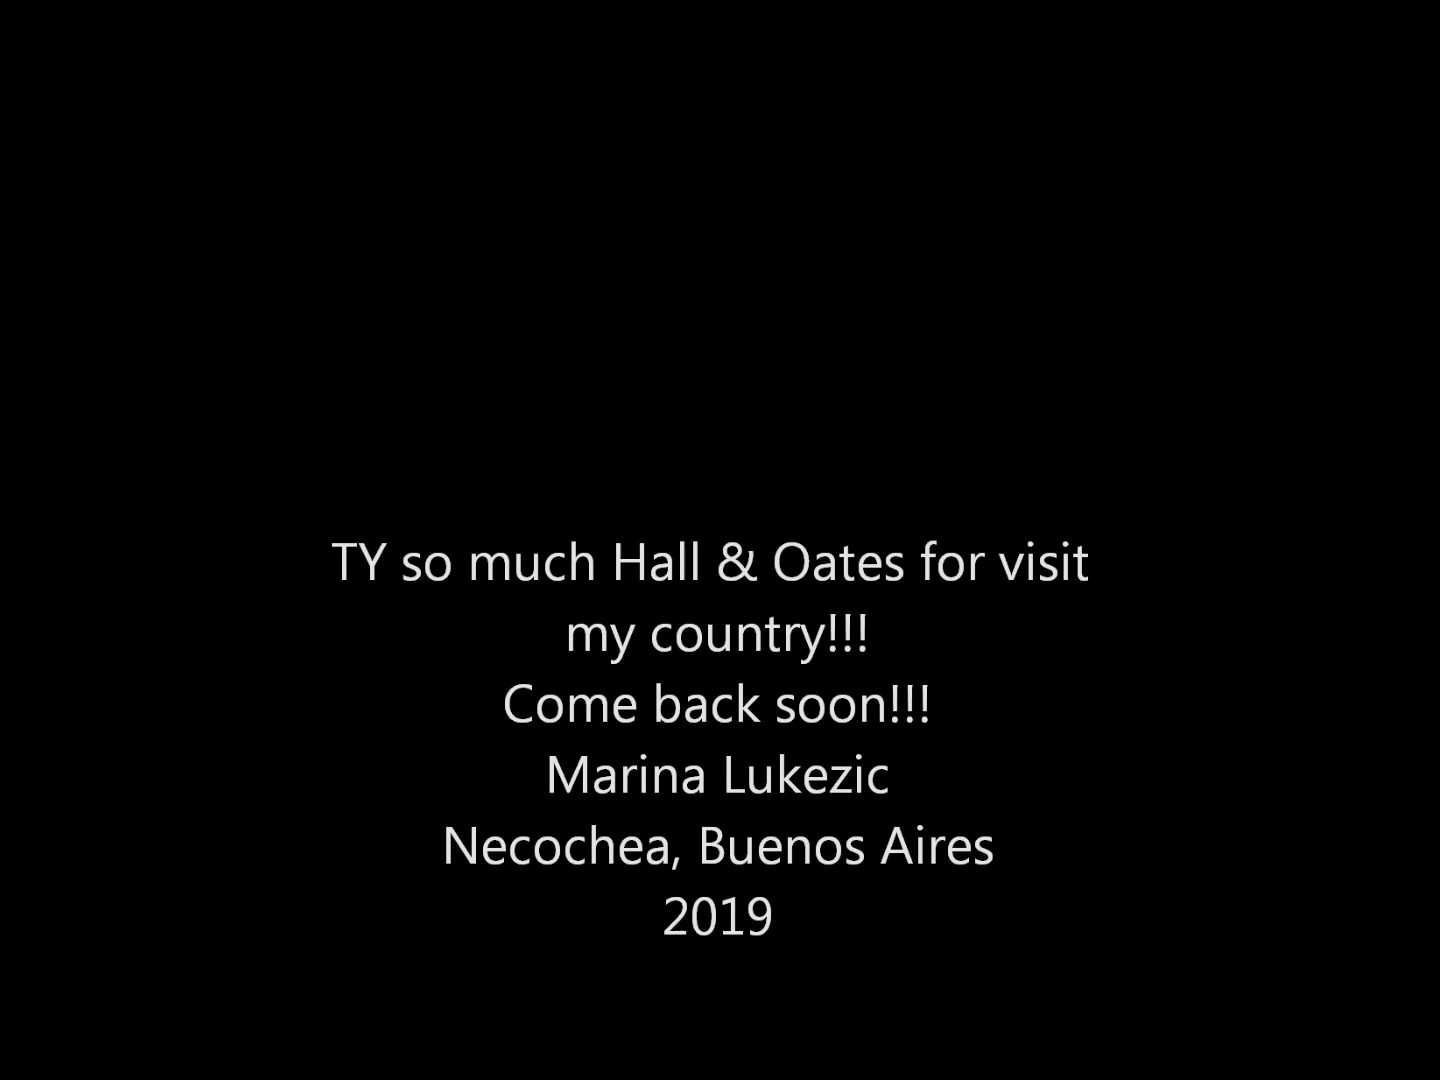 TY so much Hall & Oates for visit
my country!!!
Come back soon!!!
Marina Lukezic
Necochea, Buenos Aires
2019